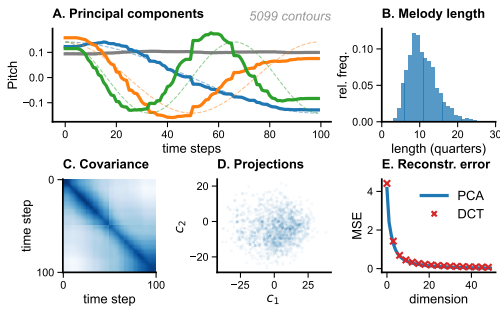 A. Principal components
5099 contours
Pitch
0.1
0.0
−0.1
0 20 40 60 80 100
time steps
B. Melody length
rel. freq.
0.10
0.05
0.00
0 10 20 30
length (quarters)
C. Covariance
time step
0
100
0 100
time step
D. Projections
c2
20
0
−20
−25 0 25
c1
E. Reconstr. error
MSE
4
2
0
PCA
DCT
0 20 40
dimension